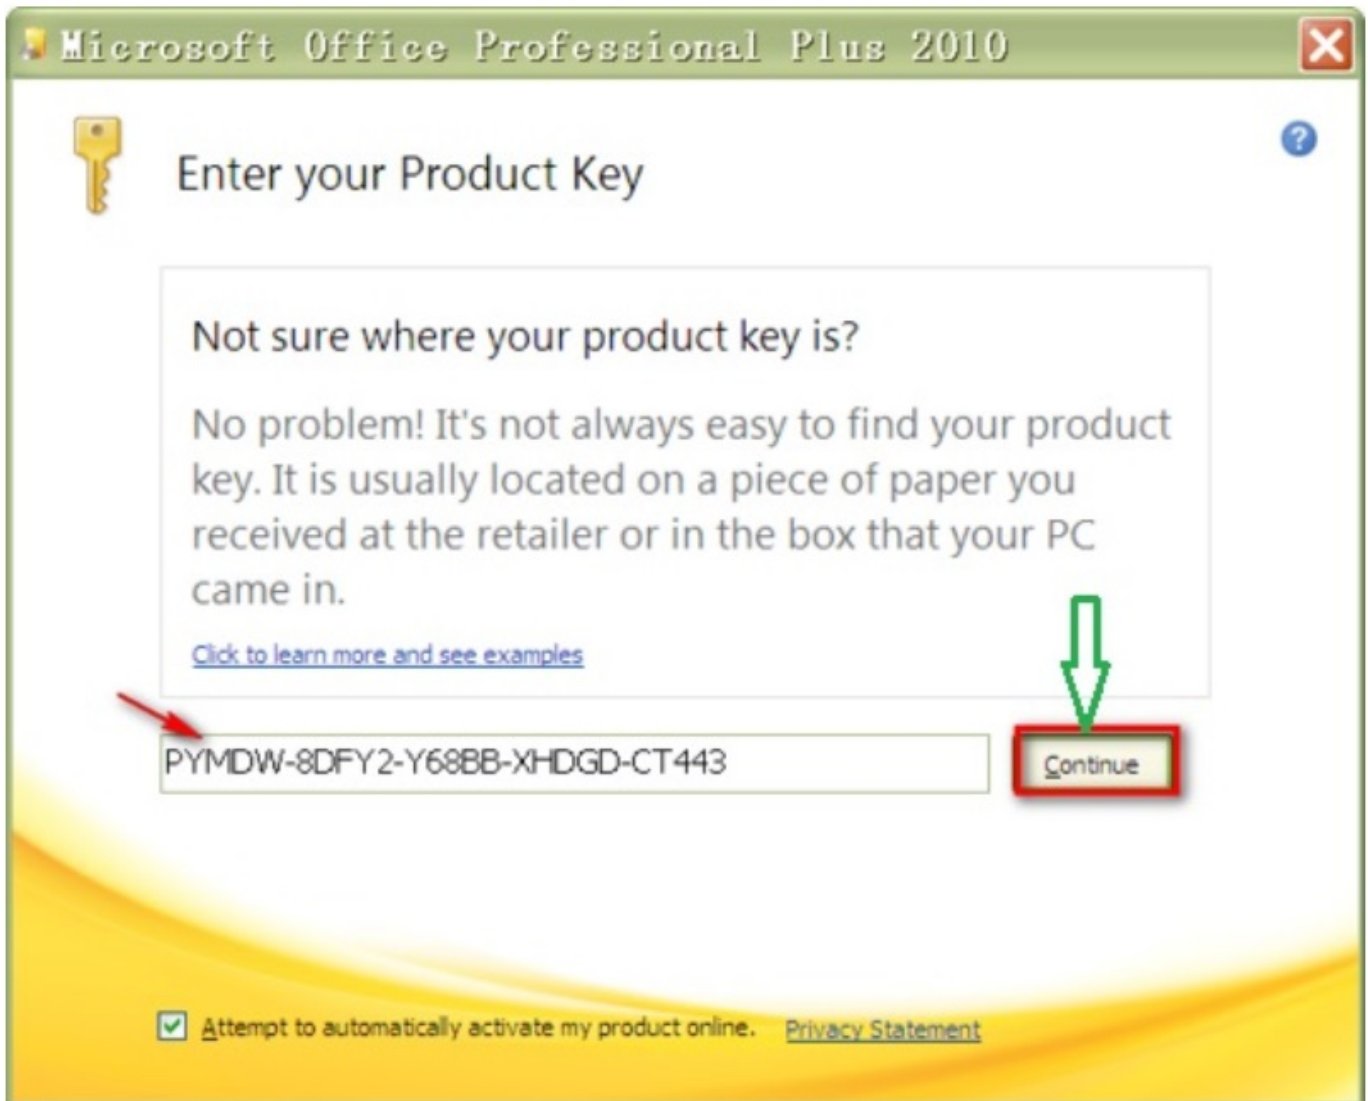 Microsoft Office Professional Plus 2010
Enter your Product Key
Not sure where your product key is?
No problem! It's not always easy to find your product
key. It is usually located on a piece of paper you
received at the retailer or in the box that your PC
came in.
Click to learn more and see examples
PYMDW-8DFY2-Y68BB-XHDGD-CT443
Continue
Attempt to automatically activate my product online. Privacy Statement